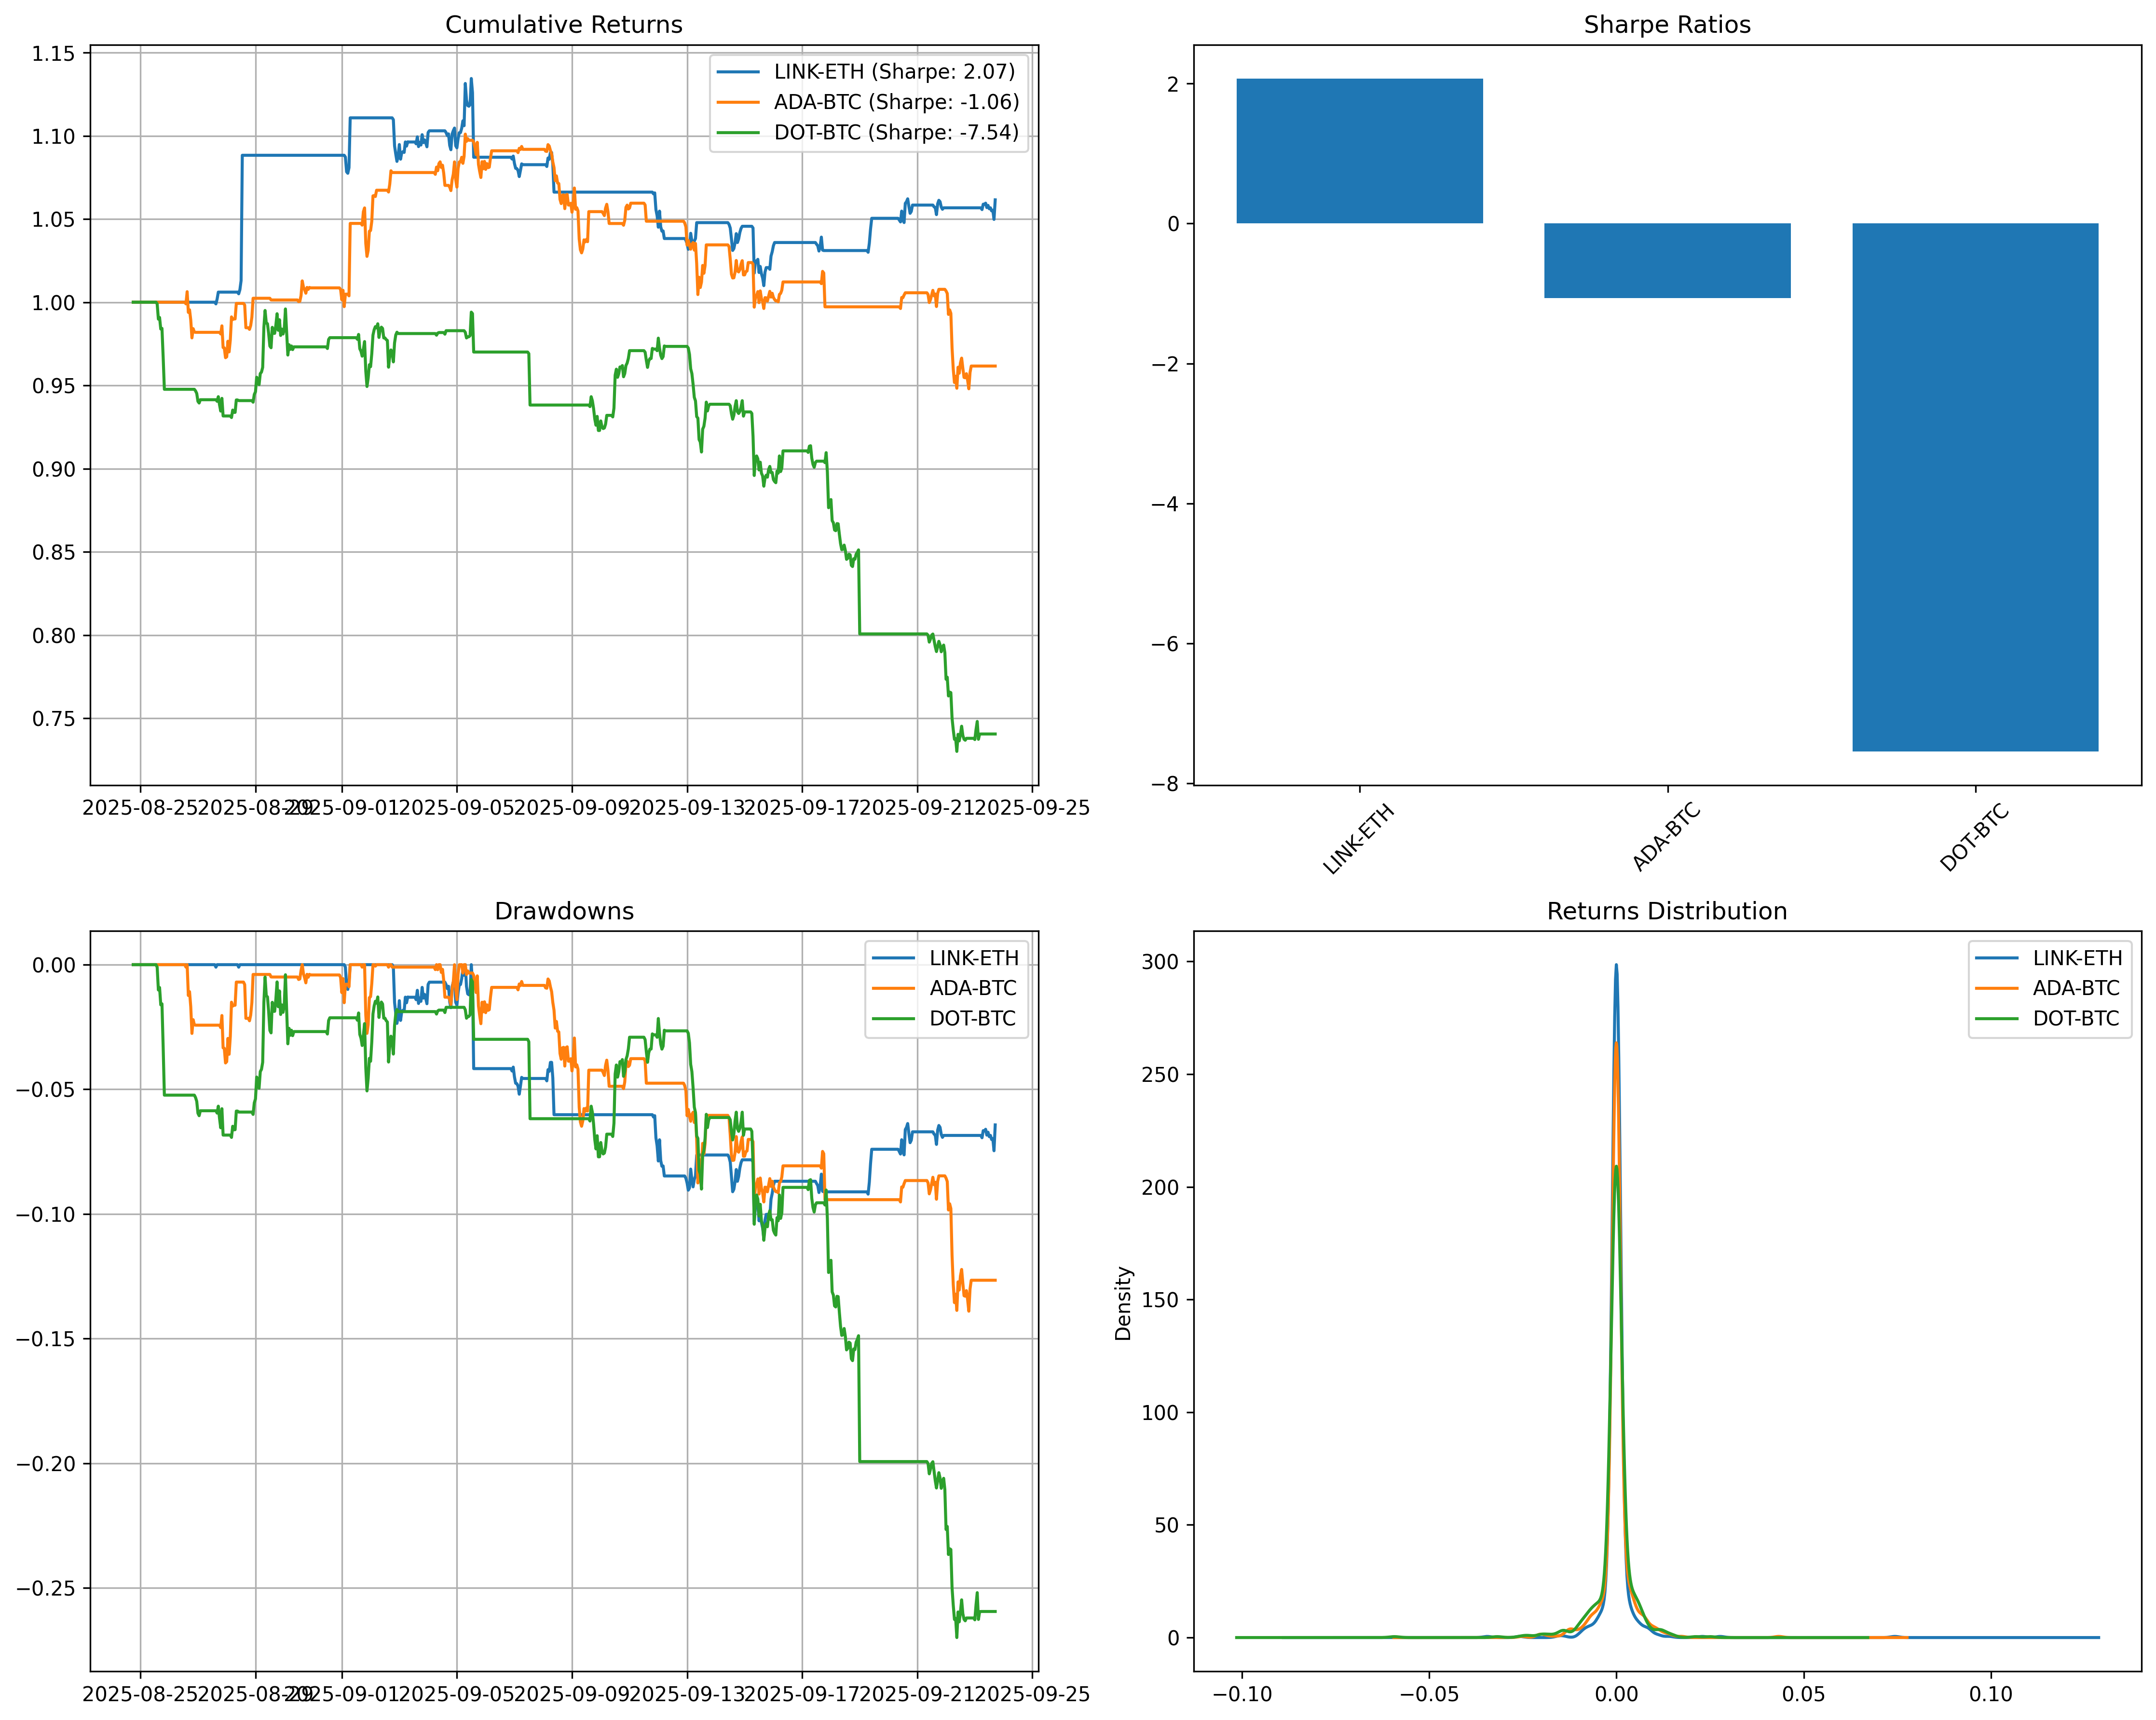 Cumulative Returns
1.15
1.10
1.05
1.00
0.95
0.90
0.85
0.80
0.75
LINK-ETH (Sharpe: 2.07)
ADA-BTC (Sharpe: -1.06)
DOT-BTC (Sharpe: -7.54)
2025-08-25 2025-08-29 2025-09-01 2025-09-05 2025-09-09 2025-09-13 2025-09-17 2025-09-21 2025-09-25
Sharpe Ratios
2
0
−2
−4
−6
−8
LINK-ETH
ADA-BTC
DOT-BTC
Drawdowns
0.00
−0.05
−0.10
−0.15
−0.20
−0.25
LINK-ETH
ADA-BTC
DOT-BTC
2025-08-25 2025-08-29 2025-09-01 2025-09-05 2025-09-09 2025-09-13 2025-09-17 2025-09-21 2025-09-25
Returns Distribution
Density
300
250
200
150
100
50
0
LINK-ETH
ADA-BTC
DOT-BTC
−0.10 −0.05 0.00 0.05 0.10